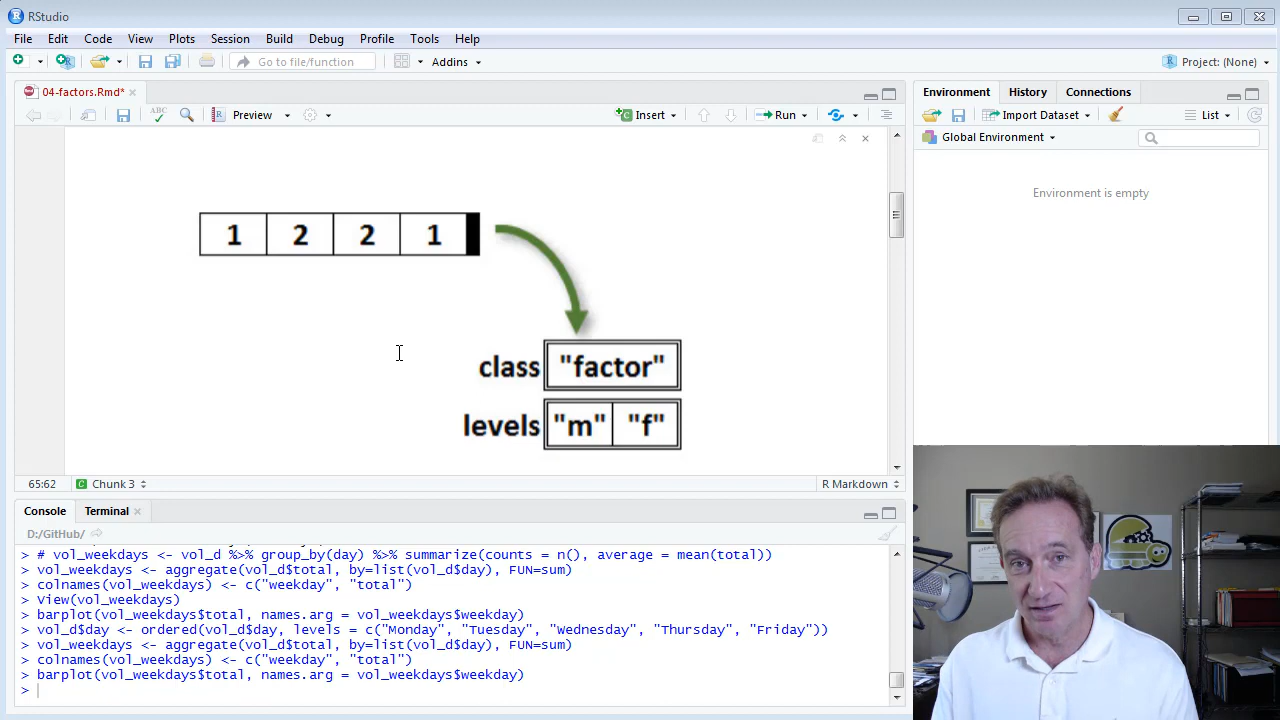 RStudio
File Edit Code View Plots Session Build Debug Profile Tools Help
Go to file/function Addins Project: (None)
04-factors.Rmd*
ABC Preview Insert Run
1 2 2 1
class "factor"
levels "m" "f"
65:62 C Chunk 3 R Markdown
Console Terminal
D:/GitHub/
> # vol_weekdays <- vol_d %>% group_by(day) %>% summarize(counts = n(), average = mean(total))
> vol_weekdays <- aggregate(vol_d$total, by=list(vol_d$day), FUN=sum)
> colnames(vol_weekdays) <- c("weekday", "total")
> View(vol_weekdays)
> barplot(vol_weekdays$total, names.arg = vol_weekdays$weekday)
> vol_d$day <- ordered(vol_d$day, levels = c("Monday", "Tuesday", "Wednesday", "Thursday", "Friday"))
> vol_weekdays <- aggregate(vol_d$total, by=list(vol_d$day), FUN=sum)
> colnames(vol_weekdays) <- c("weekday", "total")
> barplot(vol_weekdays$total, names.arg = vol_weekdays$weekday)
>
Environment History Connections
Import Dataset List
Global Environment
Environment is empty